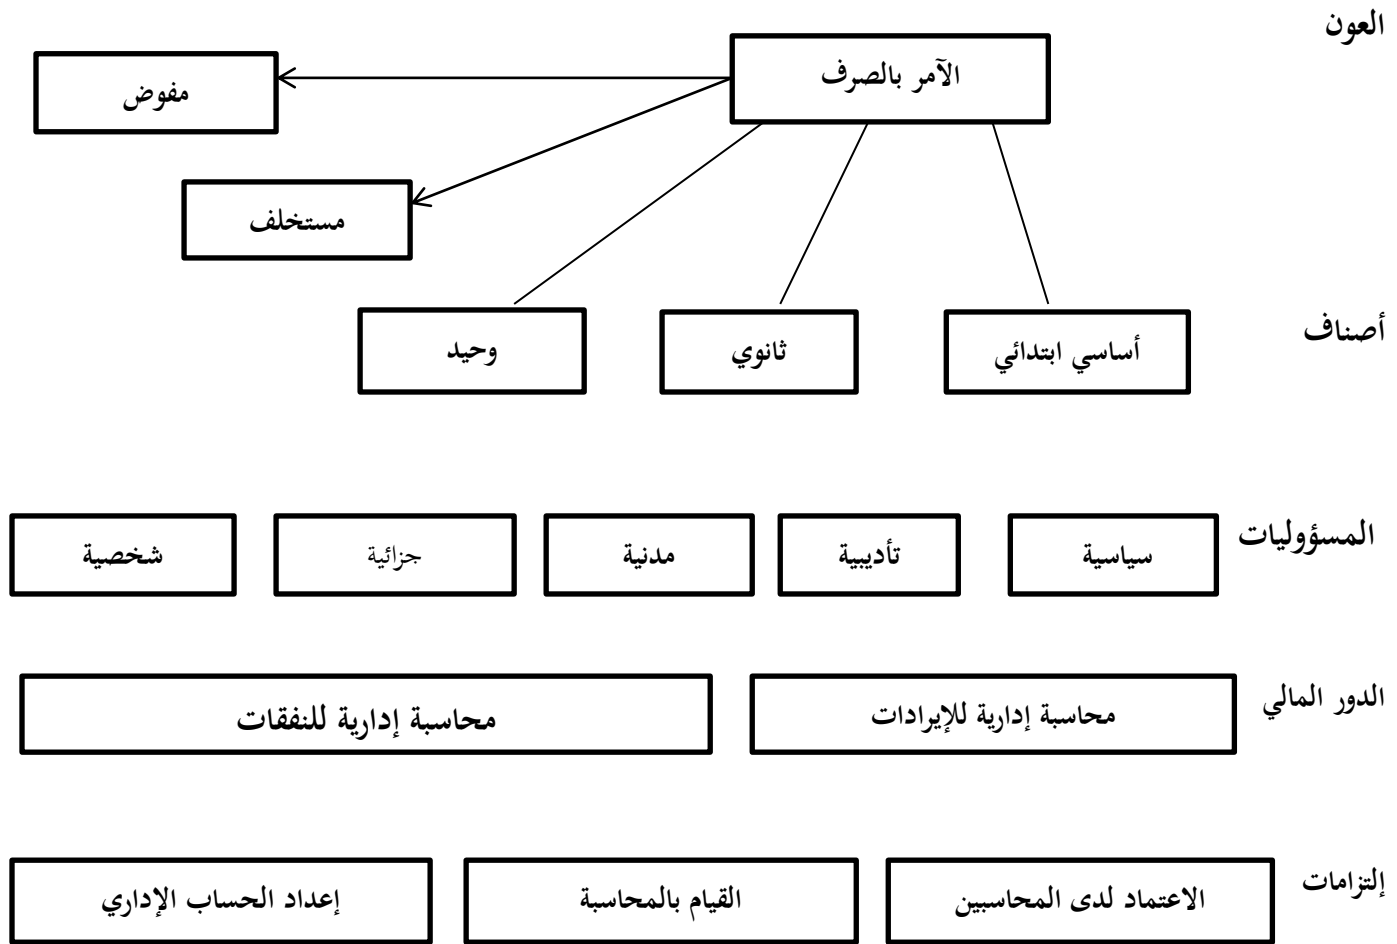 العون
الآمر بالصرف
مفوض
مستخلف
أصناف
أساسي ابتدائي
ثانوي
وحيد
المسؤوليات
سياسية
تأديبية
مدنية
جزائية
شخصصية
الدور المالي
محاسبة إدارية للإيرادات
محاسبة إدارية للنفقات
إلتزامات
الاعتماد لدى المحاسبين
القيام بالمحاسبة
إعداد الحساب الإداري